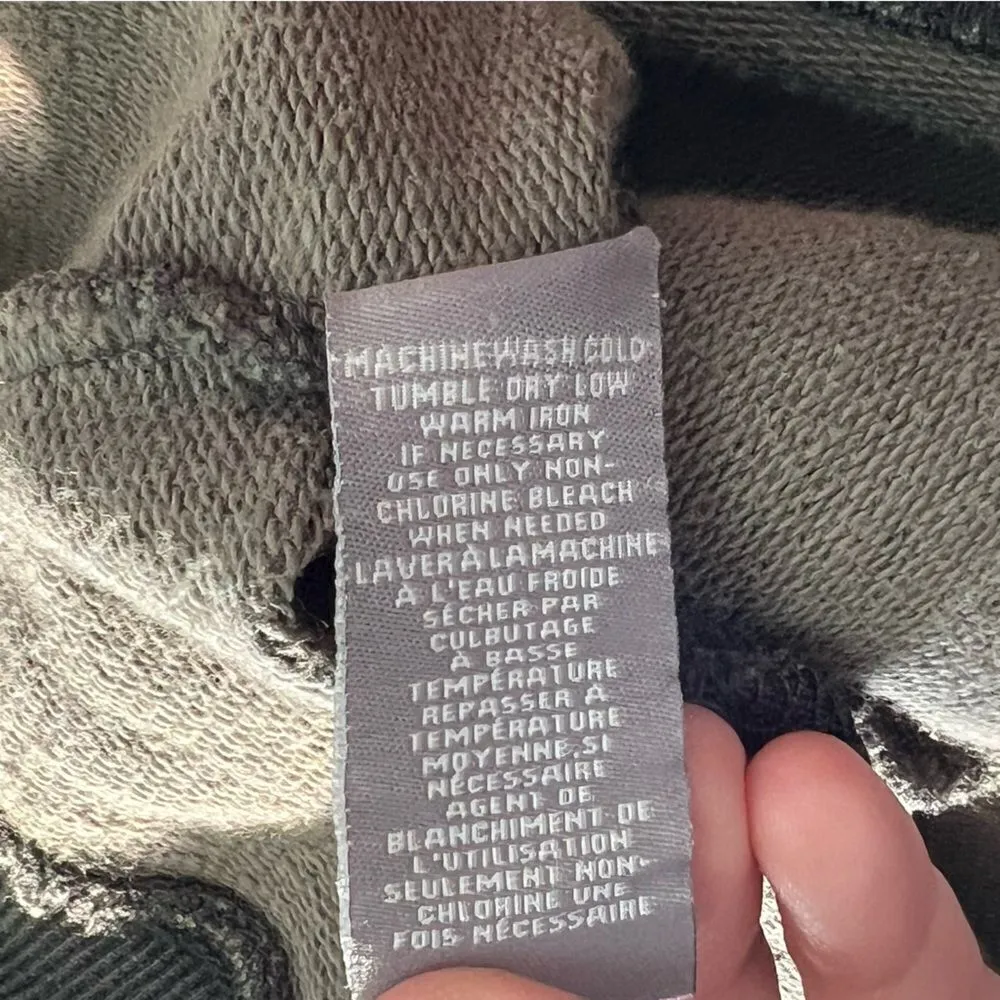 MACHINE WASH COLD
TUMBLE DRY LOW
WARM IRON
IF NECESSARY
USE ONLY NON-
CHLORINE BLEACH
WHEN NEEDED
LAVER À LA MACHINE
À L'EAU FROIDE
SÉCHER PAR
CULBUTAGE
À BASSE
TEMPÉRATURE
REPASSER À
TEMPÉRATURE
MOYENNE.SI
NÉCESSAIRE
AGENT DE
BLANCHIMENT DE
L'UTILISATION
SEULEMENT NON-
CHLORINE UNE
FOIS NÉCESSAIRE